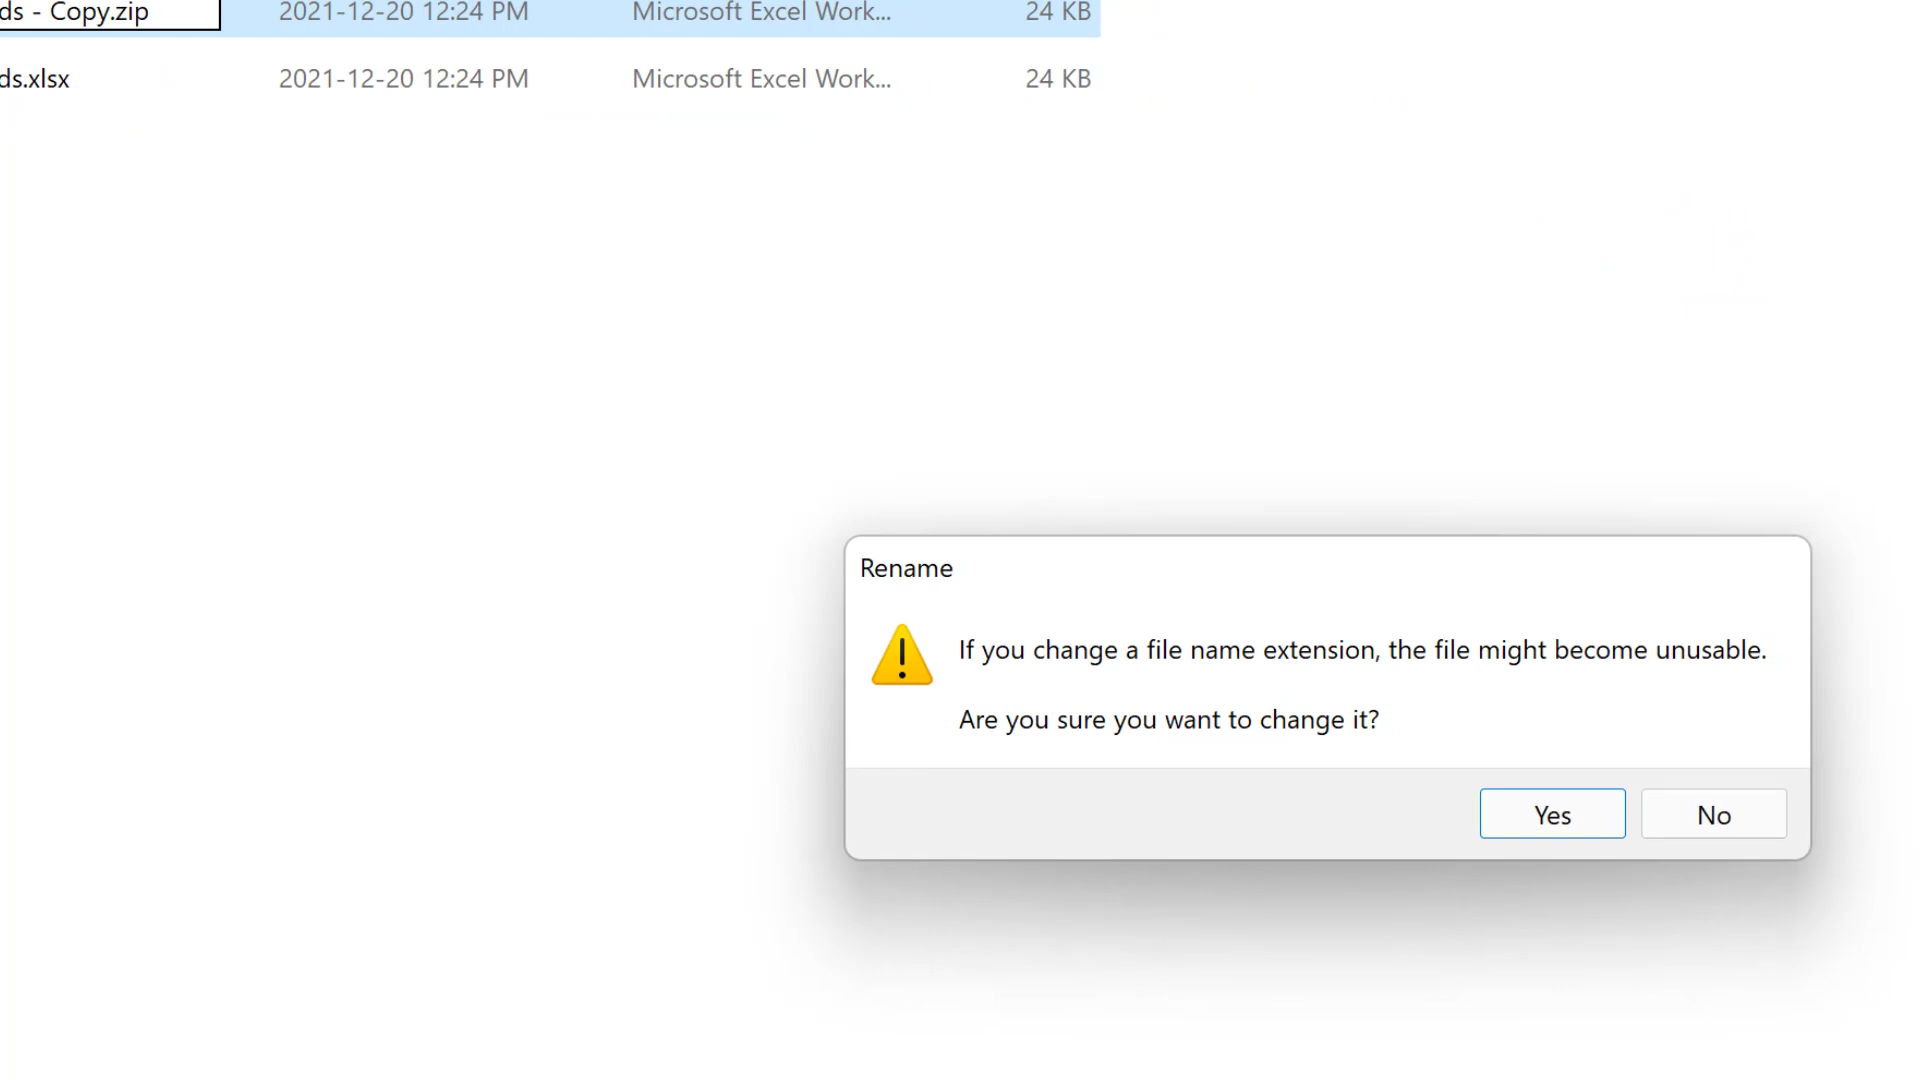 ds - Copy.zip 2021-12-20 12:24 PM Microsoft Excel Work... 24 KB
ds.xlsx 2021-12-20 12:24 PM Microsoft Excel Work... 24 KB
Rename
If you change a file name extension, the file might become unusable.
Are you sure you want to change it?
Yes No